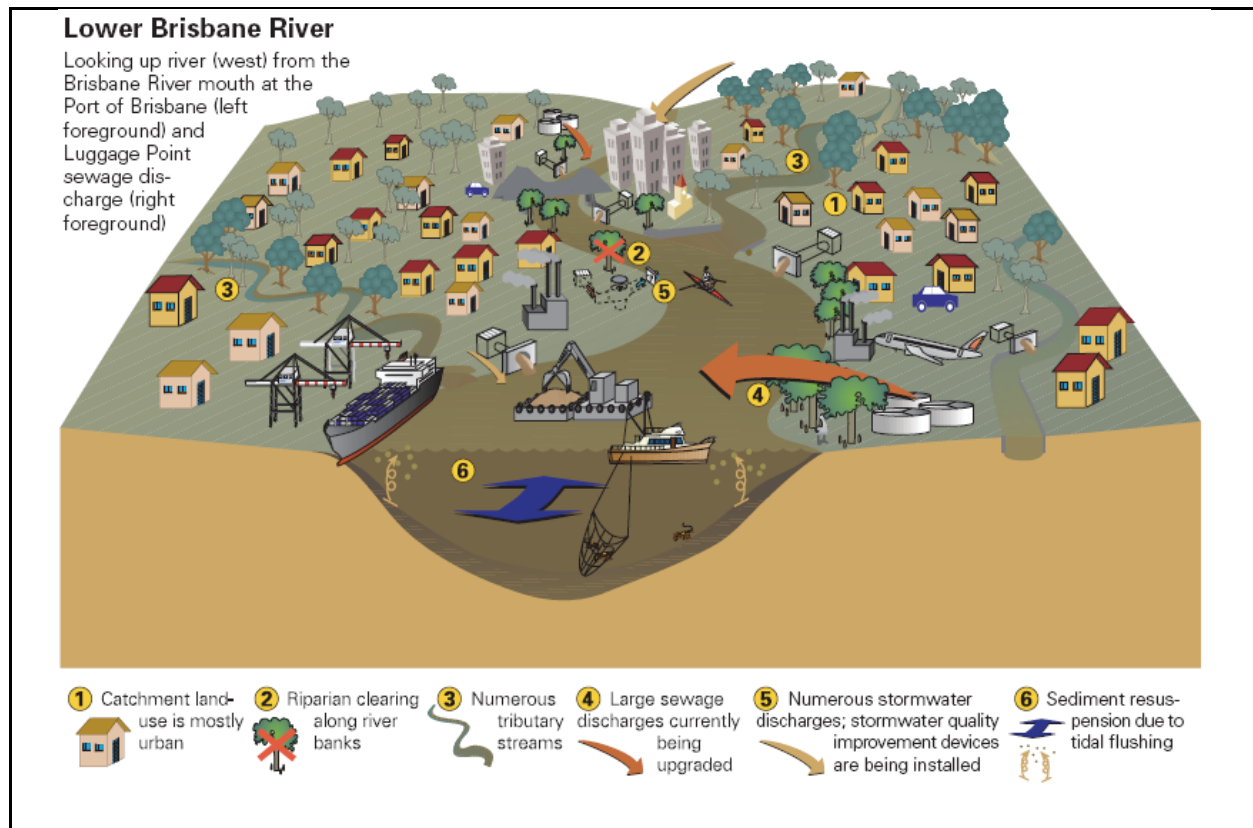 Lower Brisbane River
Looking up river (west) from the
Brisbane River mouth at the
Port of Brisbane (left
foreground) and
Luggage Point
sewage dis-
charge (right
foreground)
3
1
2
3
5
4
6
1 Catchment land-
use is mostly
urban
2 Riparian clearing
along river
banks
3 Numerous
tributary
streams
4 Large sewage
discharges currently
being
upgraded
5 Numerous stormwater
discharges; stormwater quality
improvement devices
are being installed
6 Sediment resus-
pension due to
tidal flushing